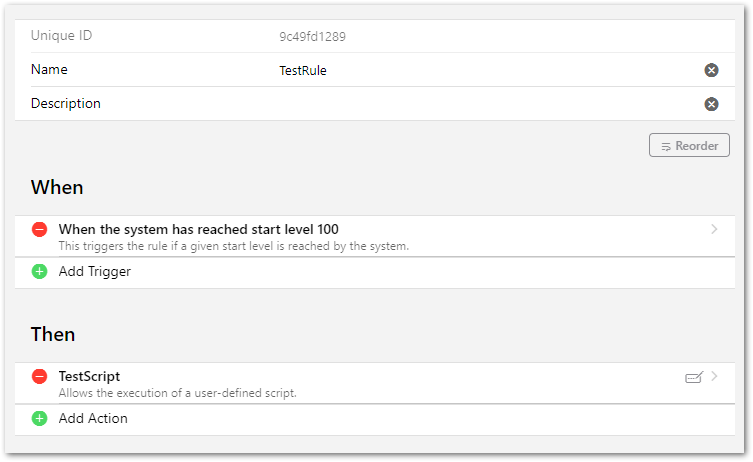 Unique ID 9c49fd1289
Name TestRule
Description
Reorder
When
When the system has reached start level 100
This triggers the rule if a given start level is reached by the system.
Add Trigger
Then
TestScript
Allows the execution of a user-defined script.
Add Action